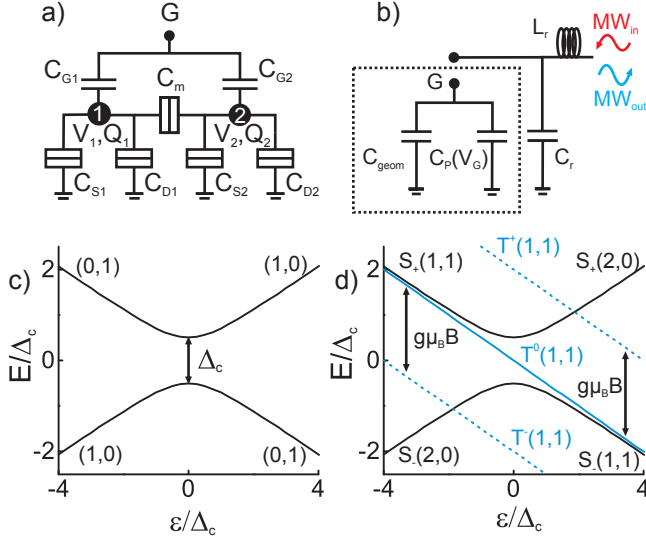 a)
G
C_G1
C_m
C_G2
1
2
V_1,Q_1
V_2,Q_2
C_S1
C_D1
C_S2
C_D2
b)
L_r
MW_in
MW_out
G
C_geom
C_P(V_G)
C_r
c)
E/Δ_c
2
0
-2
(0,1)
(1,0)
Δ_c
(1,0)
(0,1)
-4
0
4
ε/Δ_c
d)
E/Δ_c
2
0
-2
T^+(1,1)
S_+(1,1)
S_+(2,0)
gμ_BB
T^0(1,1)
gμ_BB
T^-(1,1)
S_-(2,0)
S_-(1,1)
-4
0
4
ε/Δ_c